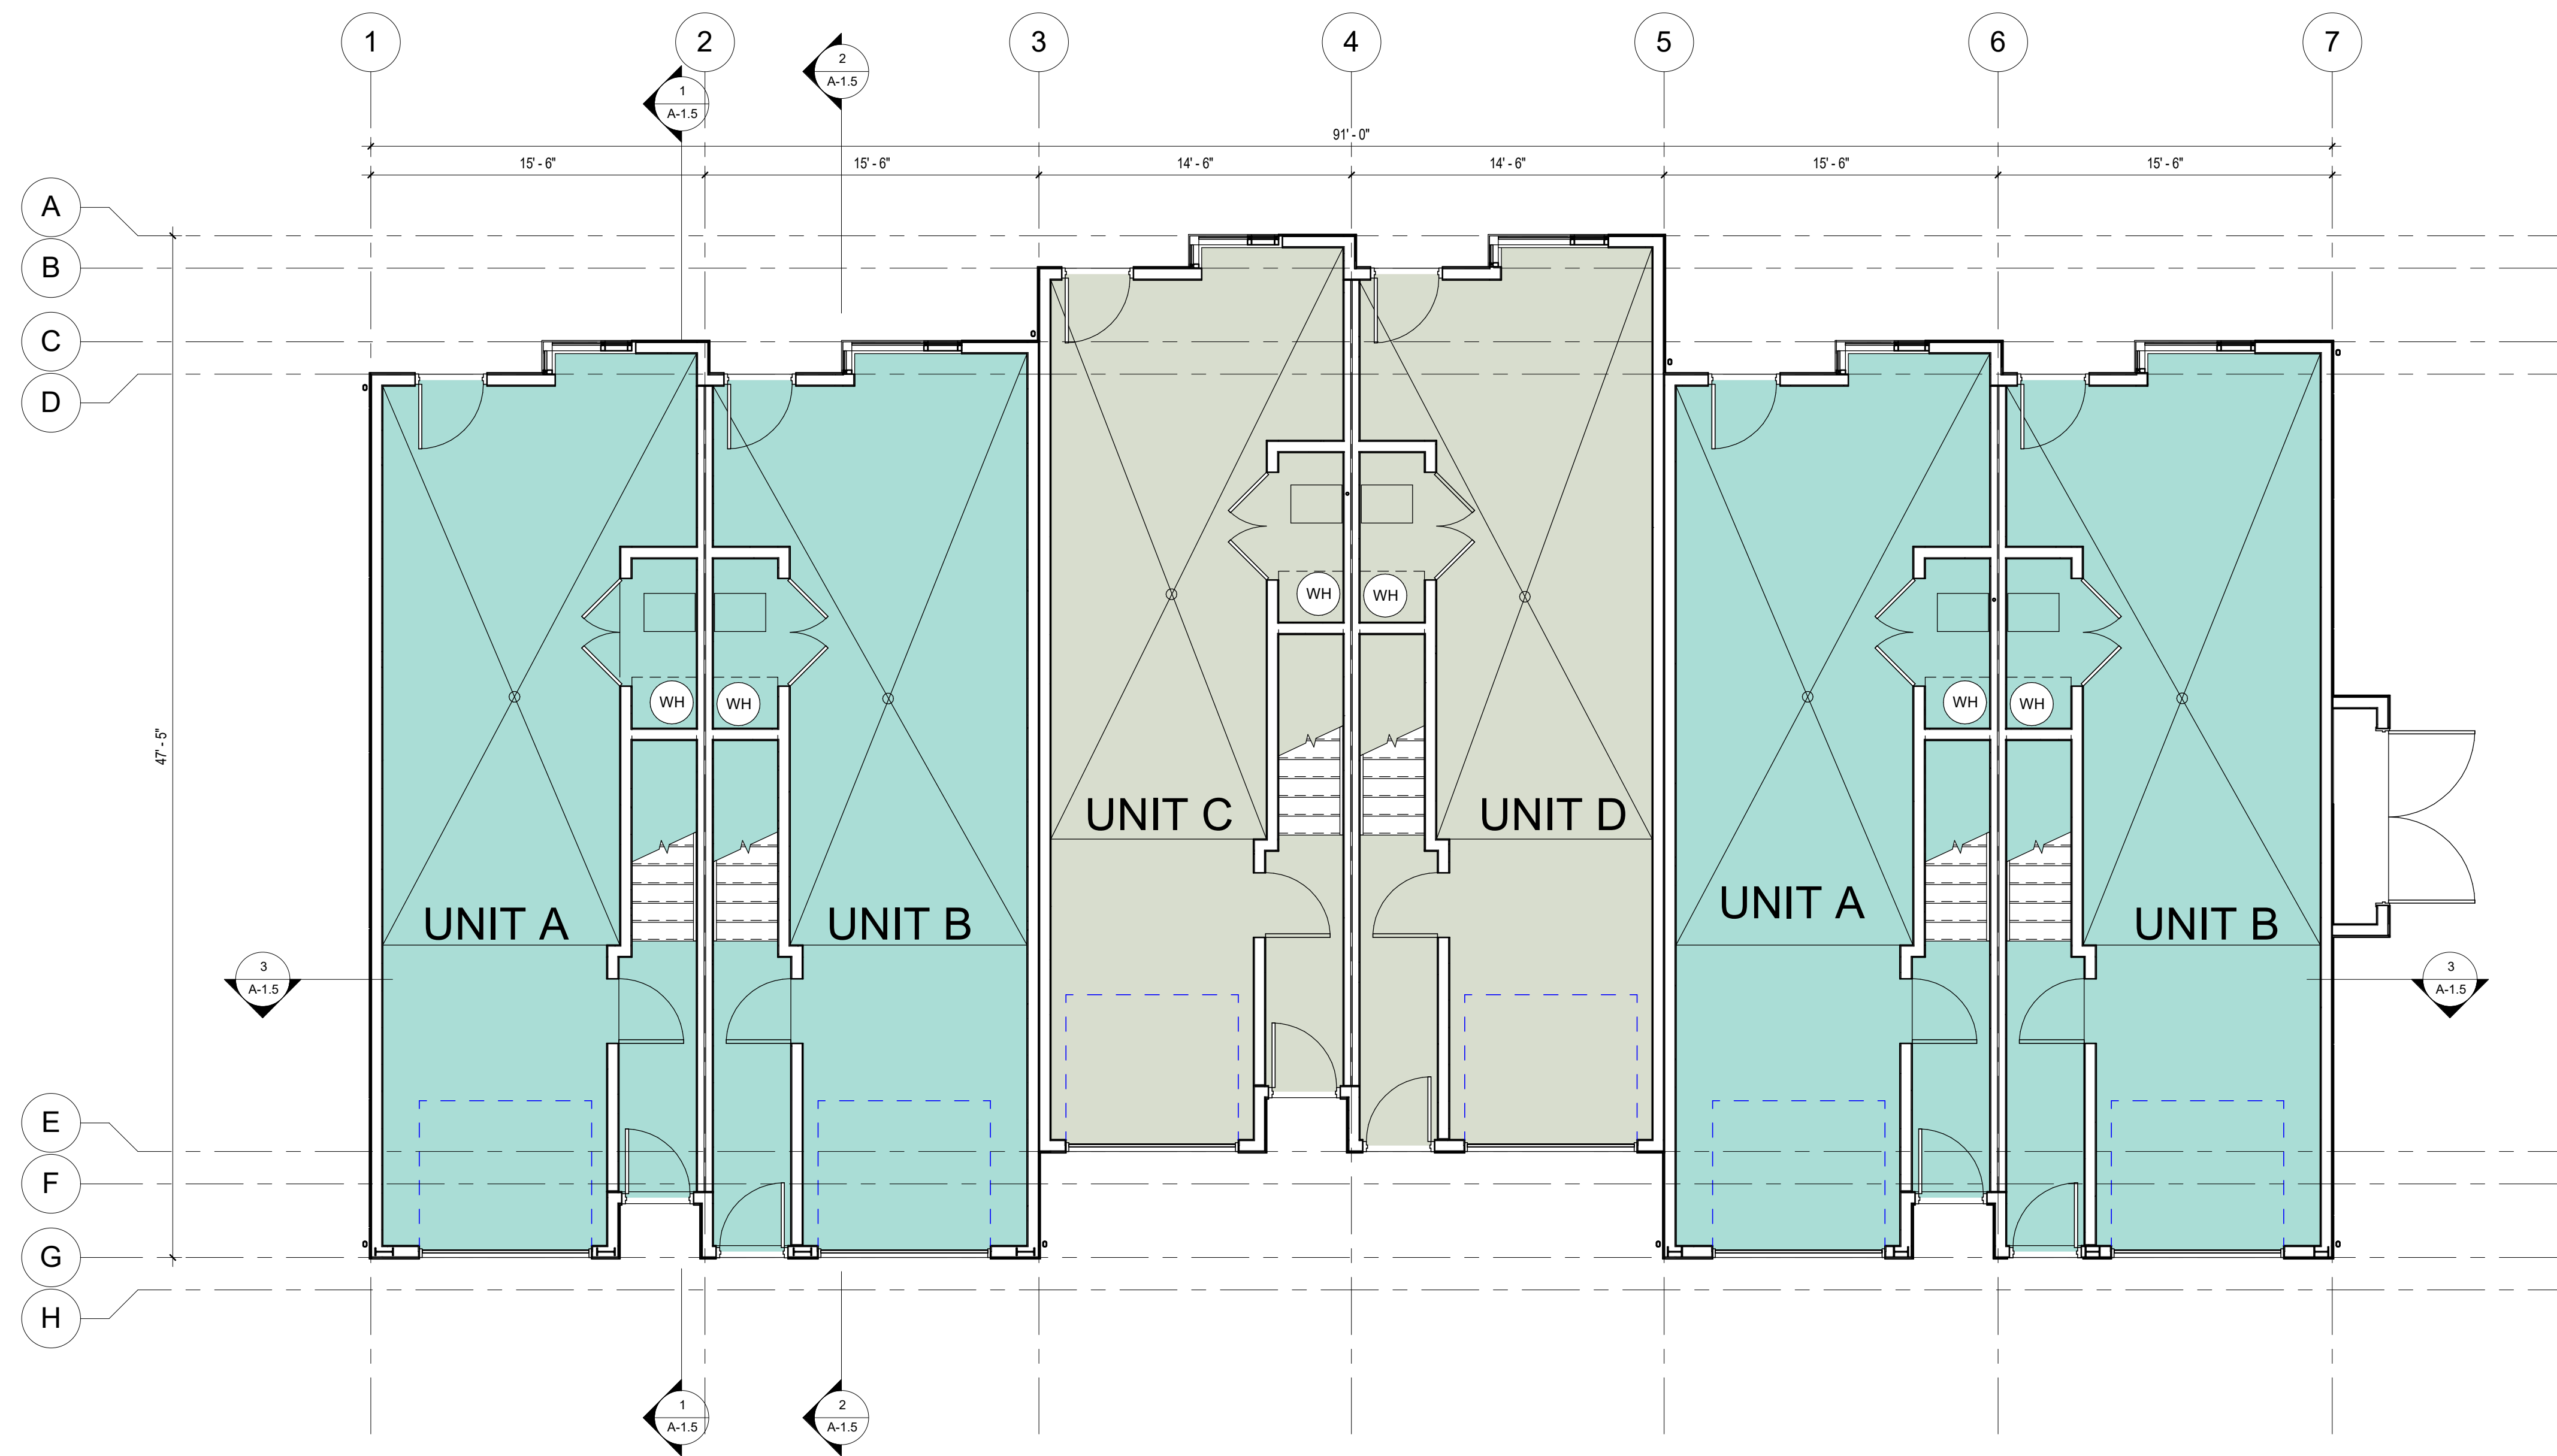 1
2
3
4
5
6
7
2
A-1.5
1
A-1.5
91' - 0"
15' - 6"
15' - 6"
14' - 6"
14' - 6"
15' - 6"
15' - 6"
A
B
C
D
WH
WH
WH
WH
WH
WH
47' - 5"
UNIT C
UNIT D
UNIT A
UNIT B
UNIT A
UNIT B
3
A-1.5
3
A-1.5
E
F
G
H
1
A-1.5
2
A-1.5